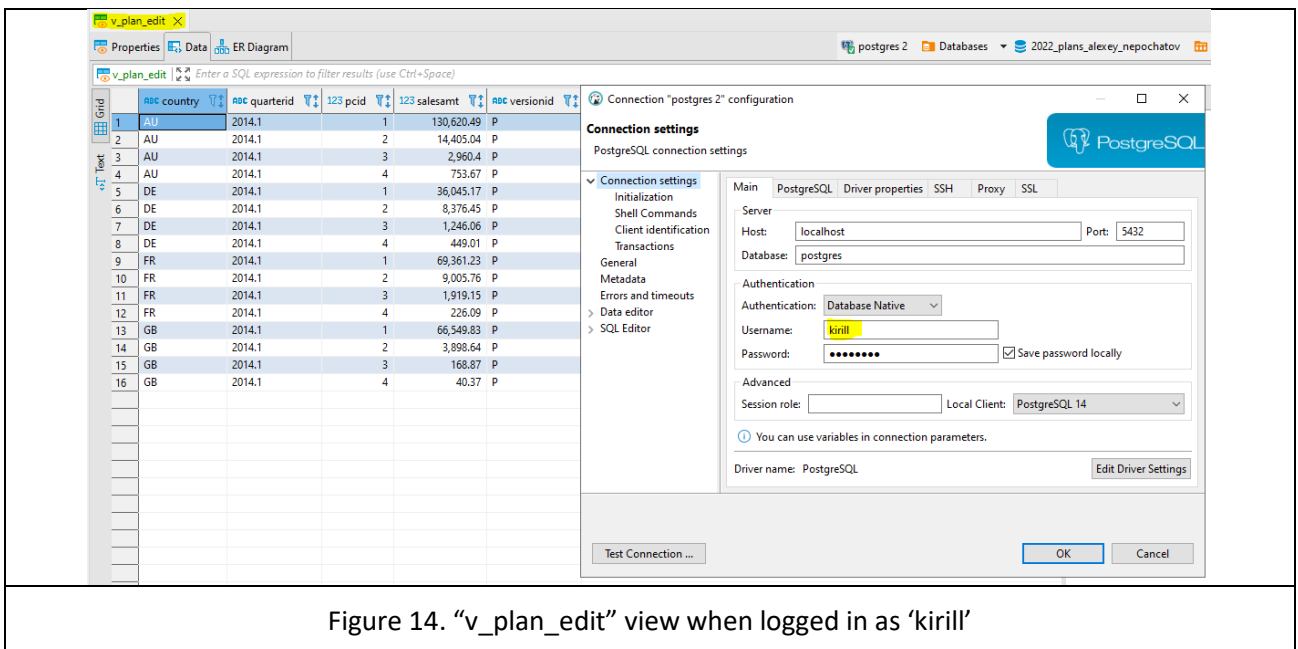 v_plan_edit
Properties Data ER Diagram postgres 2 Databases 2022_plans_alexey_nepochatov
v_plan_edit Enter a SQL expression to filter results (use Ctrl+Space)
Grid
Text
ABC country ABC quarterid 123 pcid 123 salesamt ABC versionid
1 AU 2014.1 1 130,620.49 P
2 AU 2014.1 2 14,405.04 P
3 AU 2014.1 3 2,960.4 P
4 AU 2014.1 4 753.67 P
5 DE 2014.1 1 36,045.17 P
6 DE 2014.1 2 8,376.45 P
7 DE 2014.1 3 1,246.06 P
8 DE 2014.1 4 449.01 P
9 FR 2014.1 1 69,361.23 P
10 FR 2014.1 2 9,005.76 P
11 FR 2014.1 3 1,919.15 P
12 FR 2014.1 4 226.09 P
13 GB 2014.1 1 66,549.83 P
14 GB 2014.1 2 3,898.64 P
15 GB 2014.1 3 168.87 P
16 GB 2014.1 4 40.37 P
Connection "postgres 2" configuration
Connection settings
PostgreSQL connection settings
PostgreSQL
Connection settings
Initialization
Shell Commands
Client identification
Transactions
General
Metadata
Errors and timeouts
Data editor
SQL Editor
Main PostgreSQL Driver properties SSH Proxy SSL
Server
Host: localhost Port: 5432
Database: postgres
Authentication
Authentication: Database Native
Username: kirill
Password: ●●●●●●●● Save password locally
Advanced
Session role: Local Client: PostgreSQL 14
You can use variables in connection parameters.
Driver name: PostgreSQL Edit Driver Settings
Test Connection ... OK Cancel
Figure 14. “v_plan_edit” view when logged in as ‘kirill’